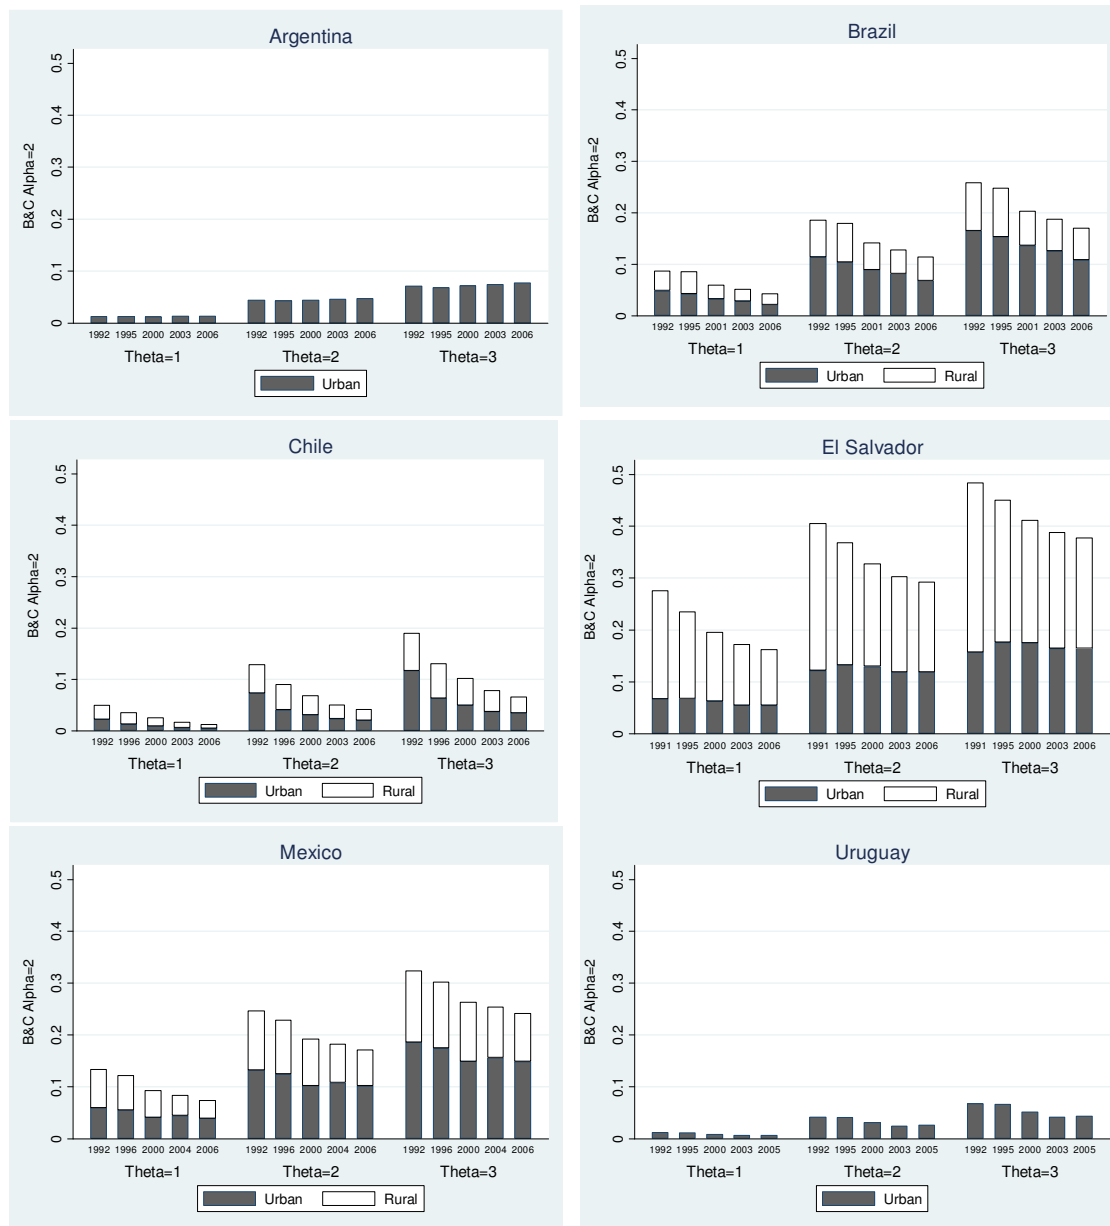 Argentina
B&C Alpha=2
0.5
0.4
0.3
0.2
0.1
0
1992 1995 2000 2003 2006 1992 1995 2000 2003 2006 1992 1995 2000 2003 2006
Theta=1 Theta=2 Theta=3
Urban
Brazil
B&C Alpha=2
0.5
0.4
0.3
0.2
0.1
0
1992 1995 2001 2003 2006 1992 1995 2001 2003 2006 1992 1995 2001 2003 2006
Theta=1 Theta=2 Theta=3
Urban Rural
Chile
B&C Alpha=2
0.5
0.4
0.3
0.2
0.1
0
1992 1996 2000 2003 2006 1992 1996 2000 2003 2006 1992 1996 2000 2003 2006
Theta=1 Theta=2 Theta=3
Urban Rural
El Salvador
B&C Alpha=2
0.5
0.4
0.3
0.2
0.1
0
1991 1995 2000 2003 2006 1991 1995 2000 2003 2006 1991 1995 2000 2003 2006
Theta=1 Theta=2 Theta=3
Urban Rural
Mexico
B&C Alpha=2
0.5
0.4
0.3
0.2
0.1
0
1992 1996 2000 2004 2006 1992 1996 2000 2004 2006 1992 1996 2000 2004 2006
Theta=1 Theta=2 Theta=3
Urban Rural
Uruguay
B&C Alpha=2
0.5
0.4
0.3
0.2
0.1
0
1992 1995 2000 2003 2005 1992 1995 2000 2003 2005 1992 1995 2000 2003 2005
Theta=1 Theta=2 Theta=3
Urban